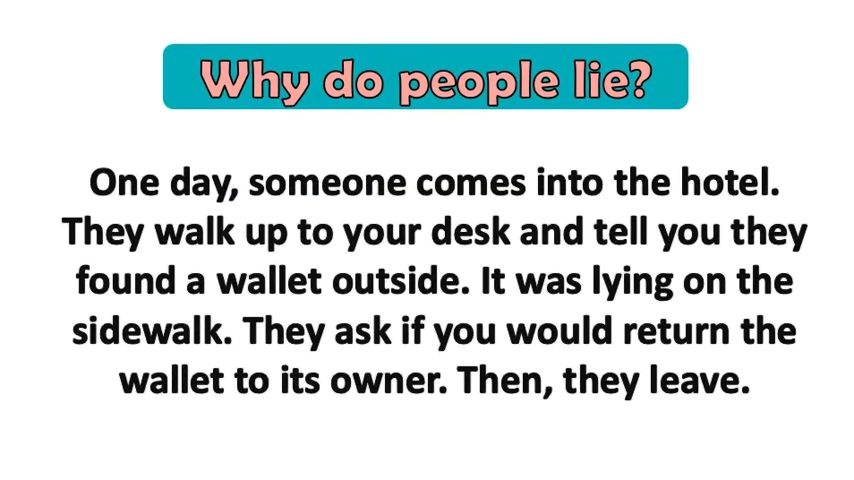 Why do people lie?
One day, someone comes into the hotel.
They walk up to your desk and tell you they
found a wallet outside. It was lying on the
sidewalk. They ask if you would return the
wallet to its owner. Then, they leave.